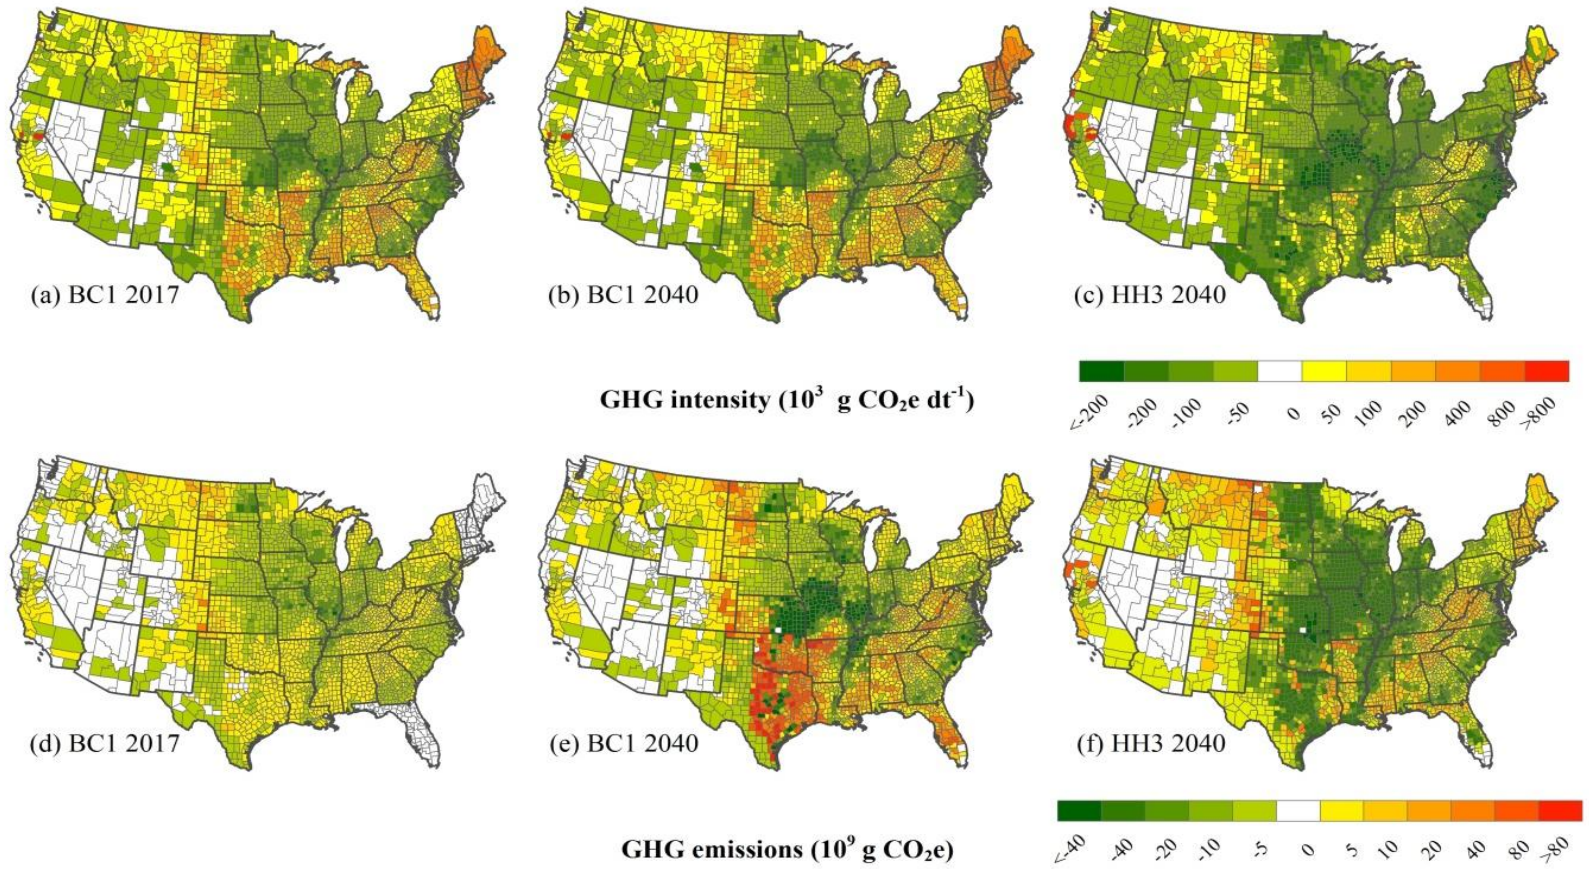 (a) BC1 2017
(b) BC1 2040
(c) HH3 2040
GHG intensity (10³ g CO₂e dt⁻¹)
<-200 -200 -100 -50 0 50 100 200 400 800 >800
(d) BC1 2017
(e) BC1 2040
(f) HH3 2040
GHG emissions (10⁹ g CO₂e)
<-40 -40 -20 -10 -5 0 5 10 20 40 80 >80